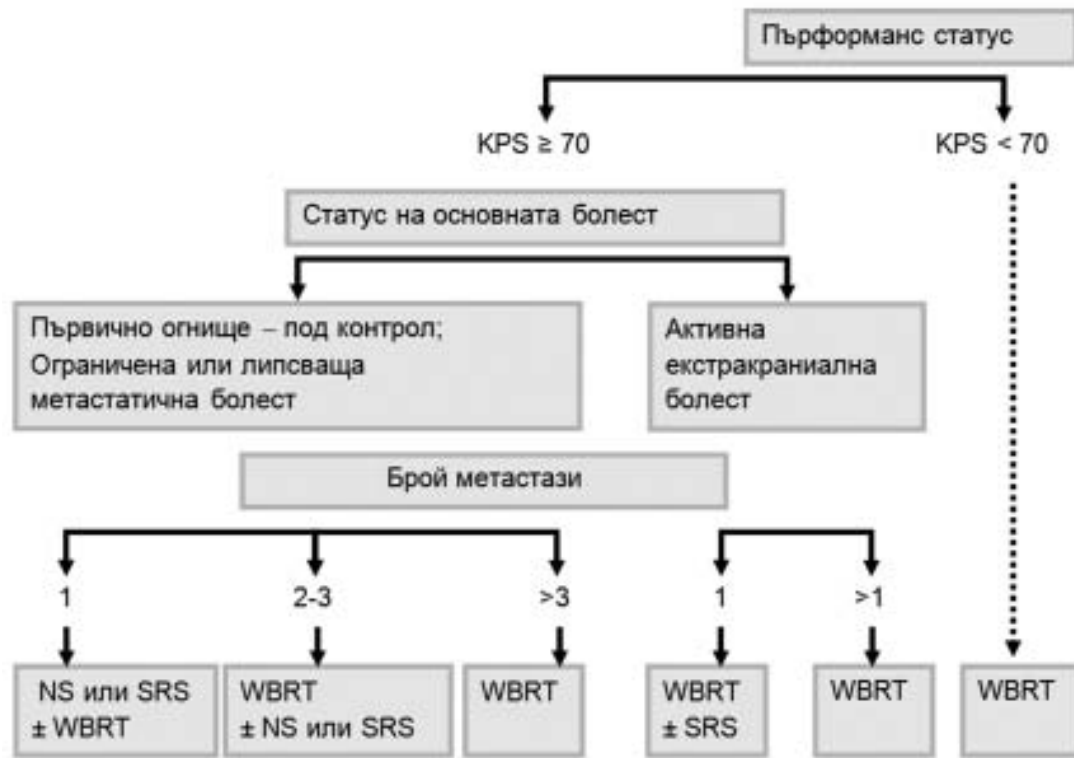 Пърформанс статус
KPS ≥ 70
KPS < 70
Статус на основната болест
Първично огнище – под контрол;
Ограничена или липсваща
метастатична болест
Активна
екстракраниална
болест
Брой метастази
1
2-3
>3
1
>1
NS или SRS
± WBRT
WBRT
± NS или SRS
WBRT
WBRT
± SRS
WBRT
WBRT